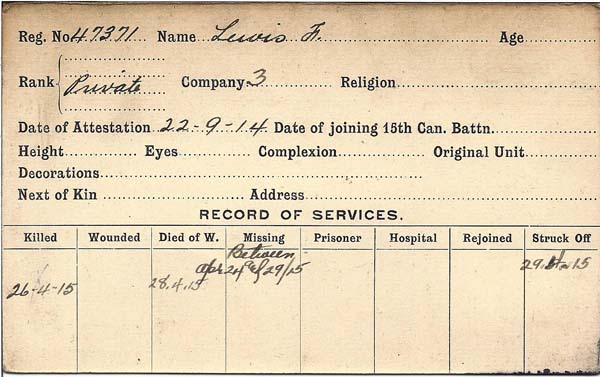 Reg. No. 47371 Name Lewis F. Age
Rank Private Company 3 Religion
Date of Attestation 22-9-14 Date of joining 15th Can. Battn.
Height Eyes Complexion Original Unit
Decorations
Next of Kin Address
RECORD OF SERVICES.
Killed Wounded Died of W. Missing Prisoner Hospital Rejoined Struck Off
Between
26-4-15 28.4.15 Apr 24 & 29/15 29.4.15